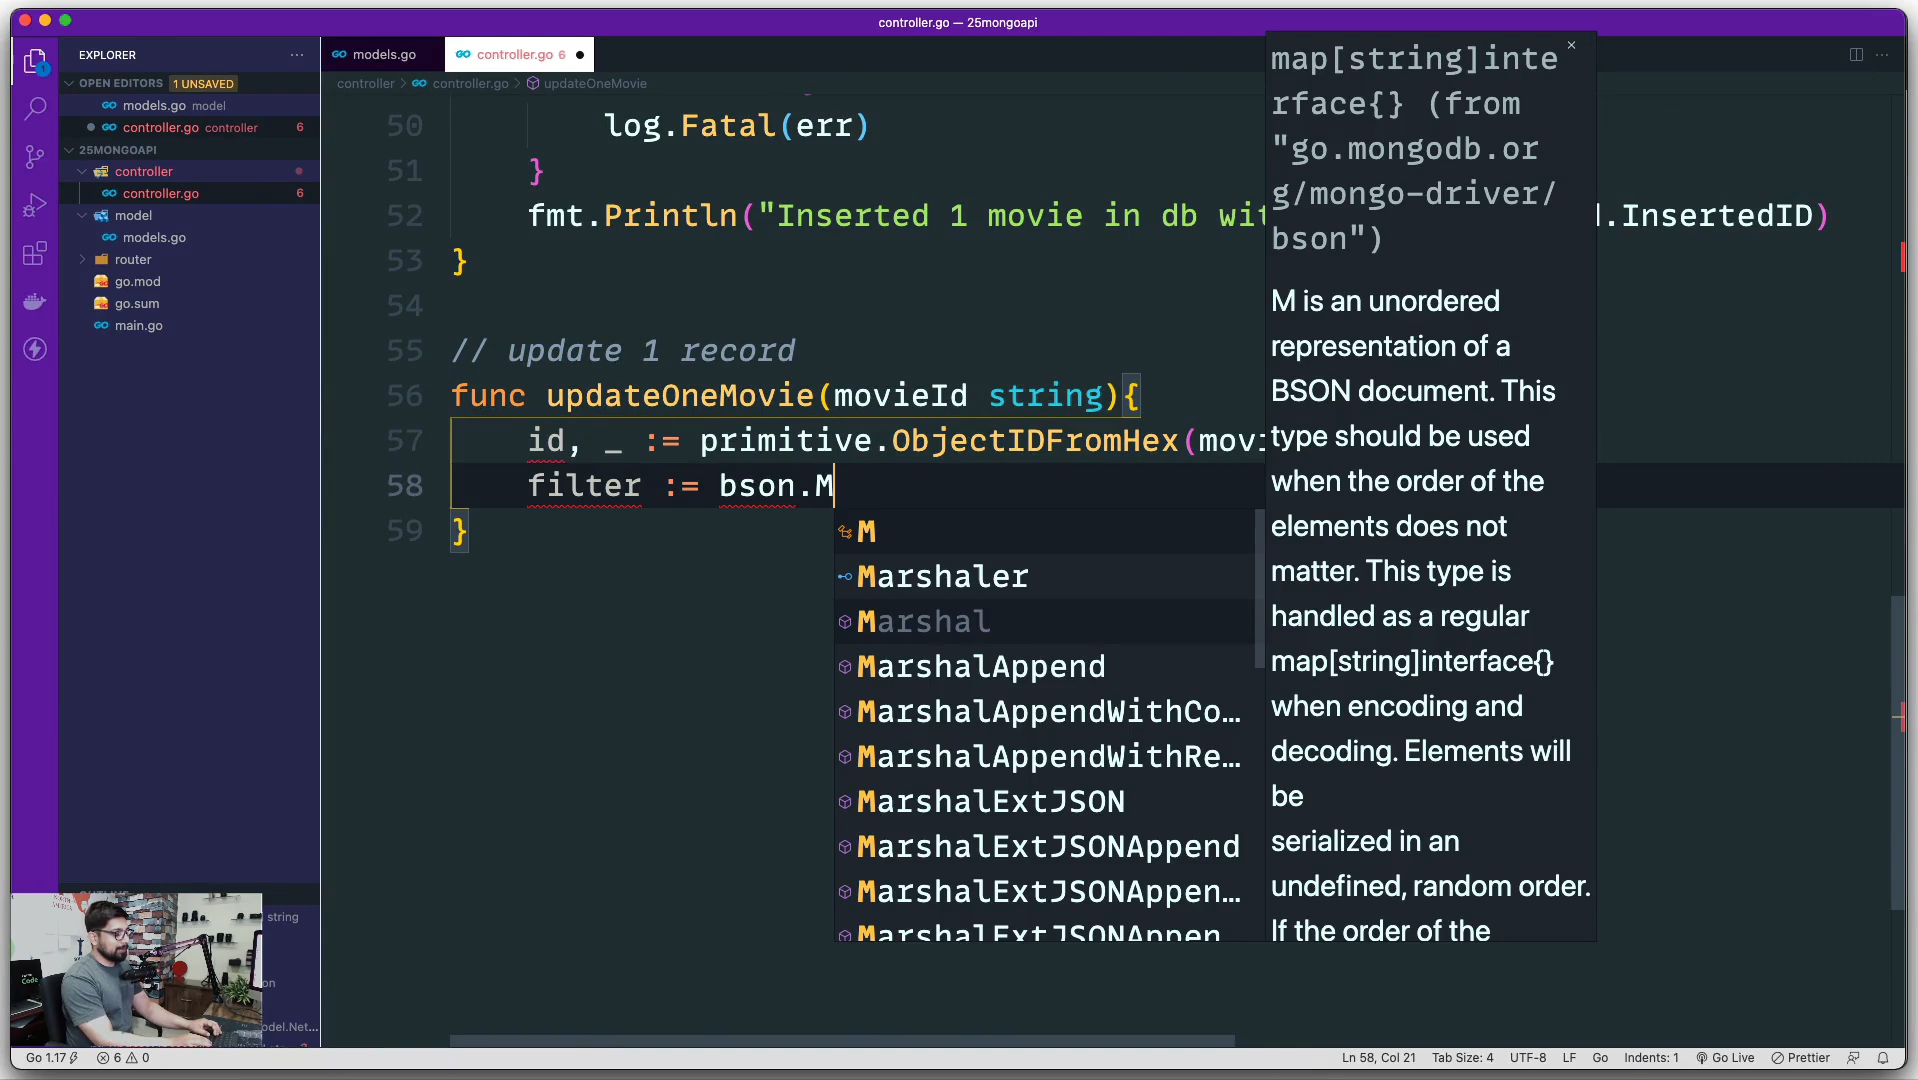 controller.go — 25mongoapi
EXPLORER
OPEN EDITORS 1 UNSAVED
models.go model
controller.go controller 6
25MONGOAPI
controller
controller.go 6
model
models.go
router
go.mod
go.sum
main.go
string
models.go
controller.go 6
controller > controller.go > updateOneMovie
50 log.Fatal(err)
51 }
52 fmt.Println("Inserted 1 movie in db wit d.InsertedID)
53 }
54
55 // update 1 record
56 func updateOneMovie(movieId string){
57 id, _ := primitive.ObjectIDFromHex(movi
58 filter := bson.M
59 }
M
Marshaler
Marshal
MarshalAppend
MarshalAppendWithCo…
MarshalAppendWithRe…
MarshalExtJSON
MarshalExtJSONAppend
MarshalExtJSONAppen…
MarshalExtJSONAppen
map[string]inte
rface{} (from
"go.mongodb.or
g/mongo-driver/
bson")
M is an unordered
representation of a
BSON document. This
type should be used
when the order of the
elements does not
matter. This type is
handled as a regular
map[string]interface{}
when encoding and
decoding. Elements will
be
serialized in an
undefined, random order.
If the order of the
Go 1.17 6 0
Ln 58, Col 21 Tab Size: 4 UTF-8 LF Go Indents: 1 Go Live Prettier